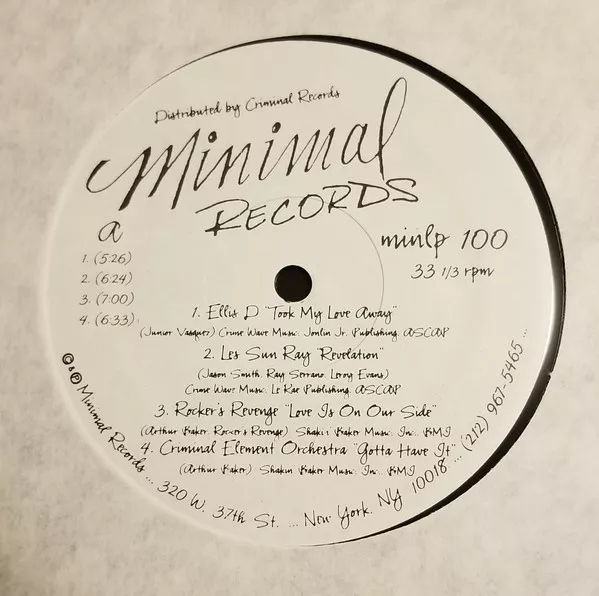 Distributed by Criminal Records
Minimal
RECORDS
a
minlp 100
33 1/3 rpm
1. (5:26)
2. (6:24)
3. (7:00)
4. (6:33)
1. Ellis D "Took My Love Away"
(Junior Vasquez) Crime Wave Music. Jonlin Jr. Publishing. ASCAP
2. Les Sun Ray "Revelation"
(Jason Smith. Ray Serrano. Leroy Evans)
Crime Wave Music. Le Rae Publishing. ASCAP
3. Rocker's Revenge "Love Is On Our Side"
(Arthur Baker. Rocker's Revenge) Shakin Baker Music. Inc.. BMI
4. Criminal Element Orchestra "Gotta Have It"
(Arthur Baker) Shakin Baker Music. Inc.. BMI
© & ℗ Minimal Records ... 320 W. 37th St. ... New York. NY 10018 ... (212) 967-5465 ...